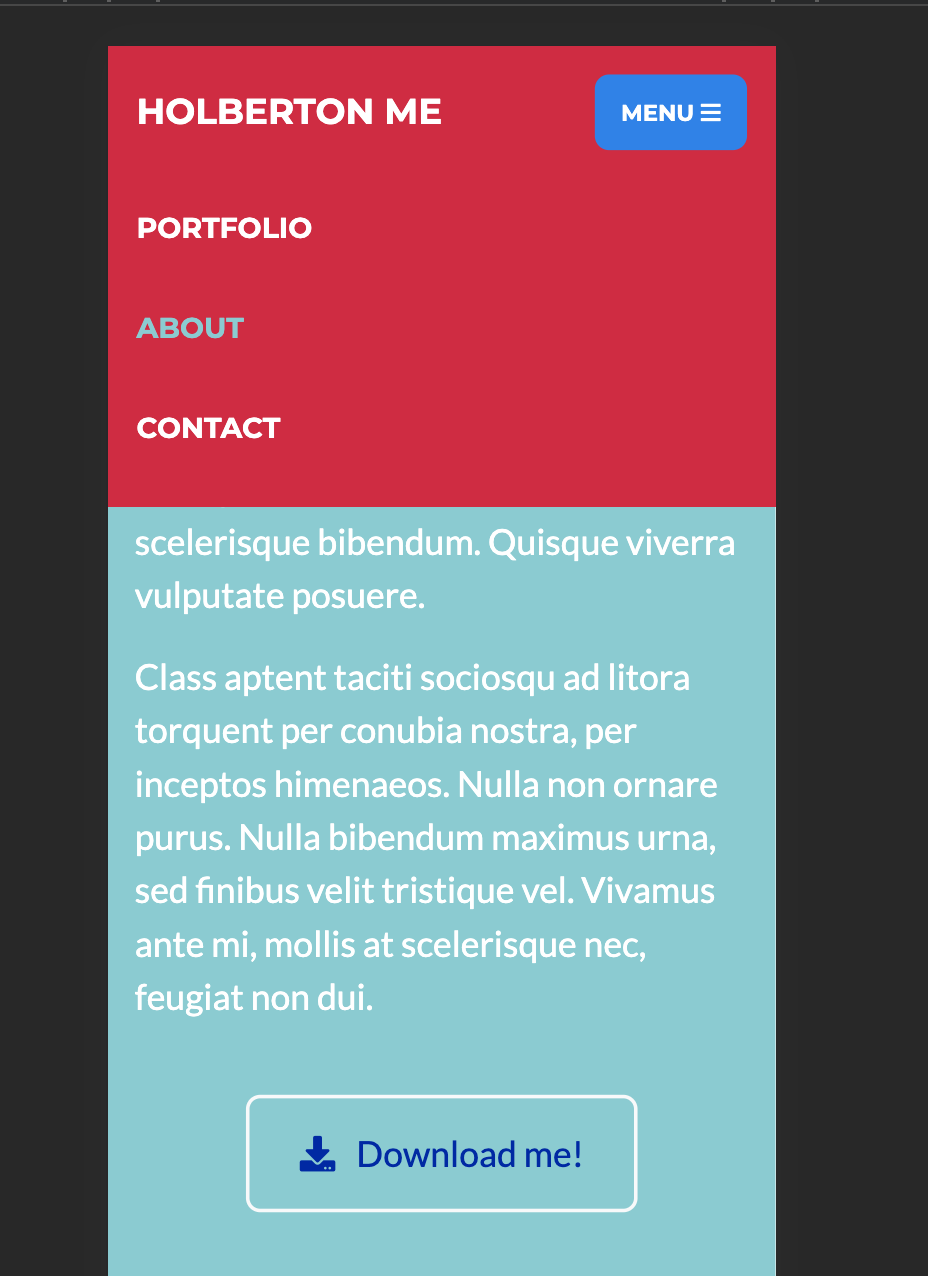 HOLBERTON ME
MENU
PORTFOLIO
ABOUT
CONTACT
scelerisque bibendum. Quisque viverra
vulputate posuere.
Class aptent taciti sociosqu ad litora
torquent per conubia nostra, per
inceptos himenaeos. Nulla non ornare
purus. Nulla bibendum maximus urna,
sed finibus velit tristique vel. Vivamus
ante mi, mollis at scelerisque nec,
feugiat non dui.
Download me!